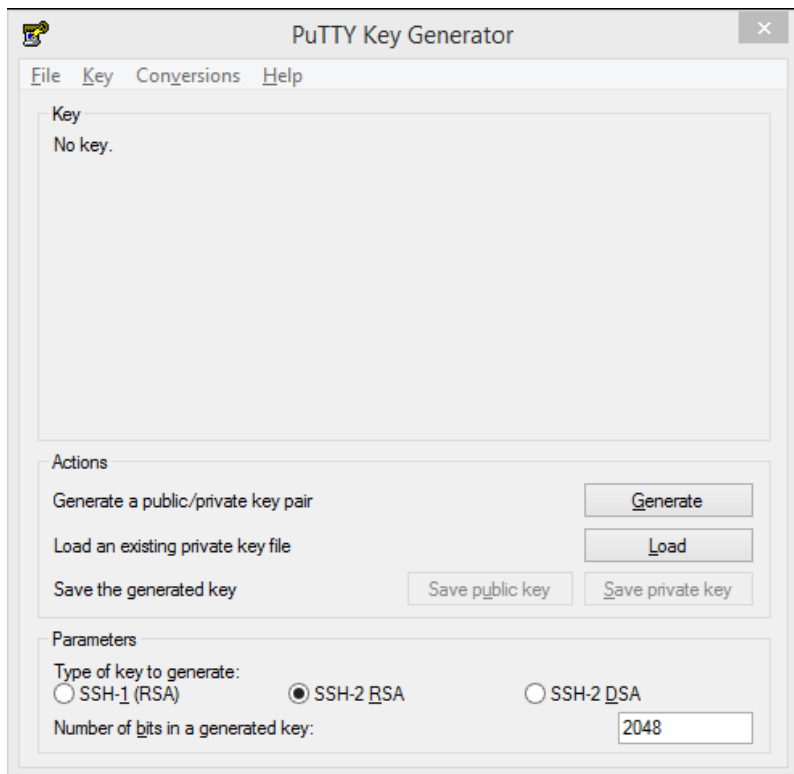 PuTTY Key Generator
File Key Conversions Help
Key
No key.
Actions
Generate a public/private key pair Generate
Load an existing private key file Load
Save the generated key Save public key Save private key
Parameters
Type of key to generate:
SSH-1 (RSA) SSH-2 RSA SSH-2 DSA
Number of bits in a generated key: 2048